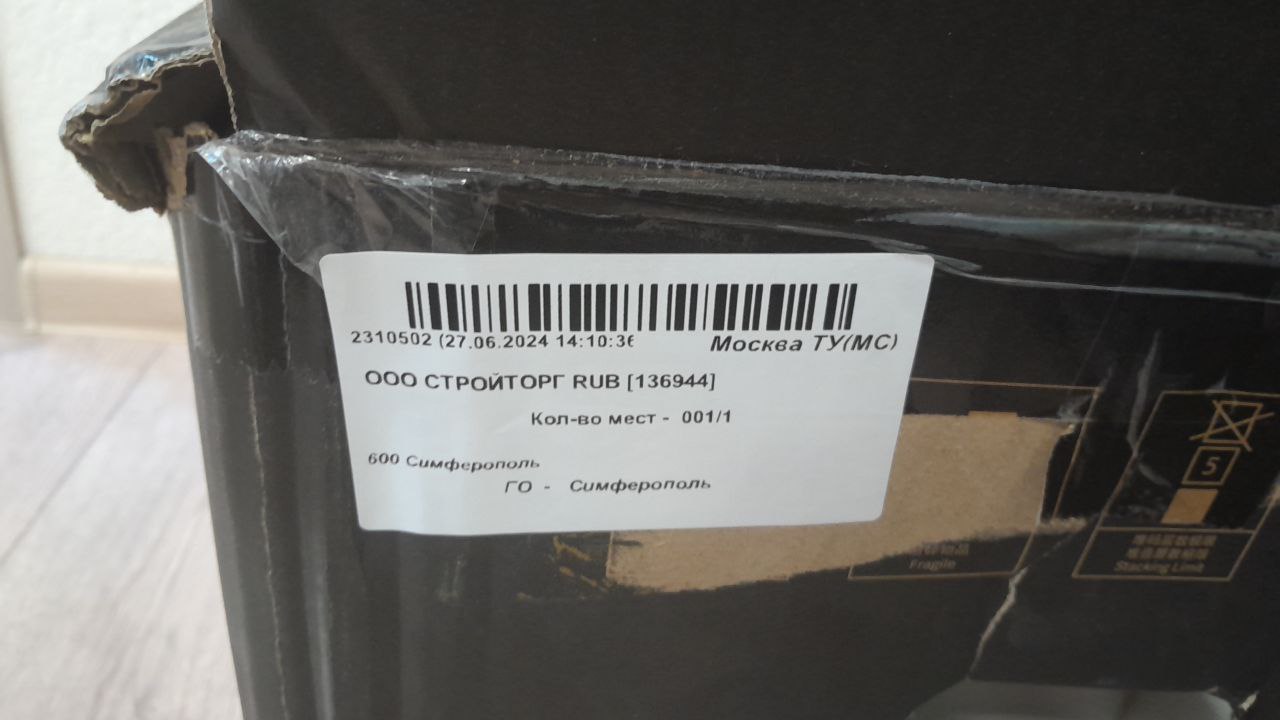 2310502 (27.06.2024 14:10:36
Москва ТУ(МС)
ООО СТРОЙТОРГ RUB [136944]
Кол-во мест - 001/1
600 Симферополь
ГО - Симферополь
5
Fragile
Stacking Limit